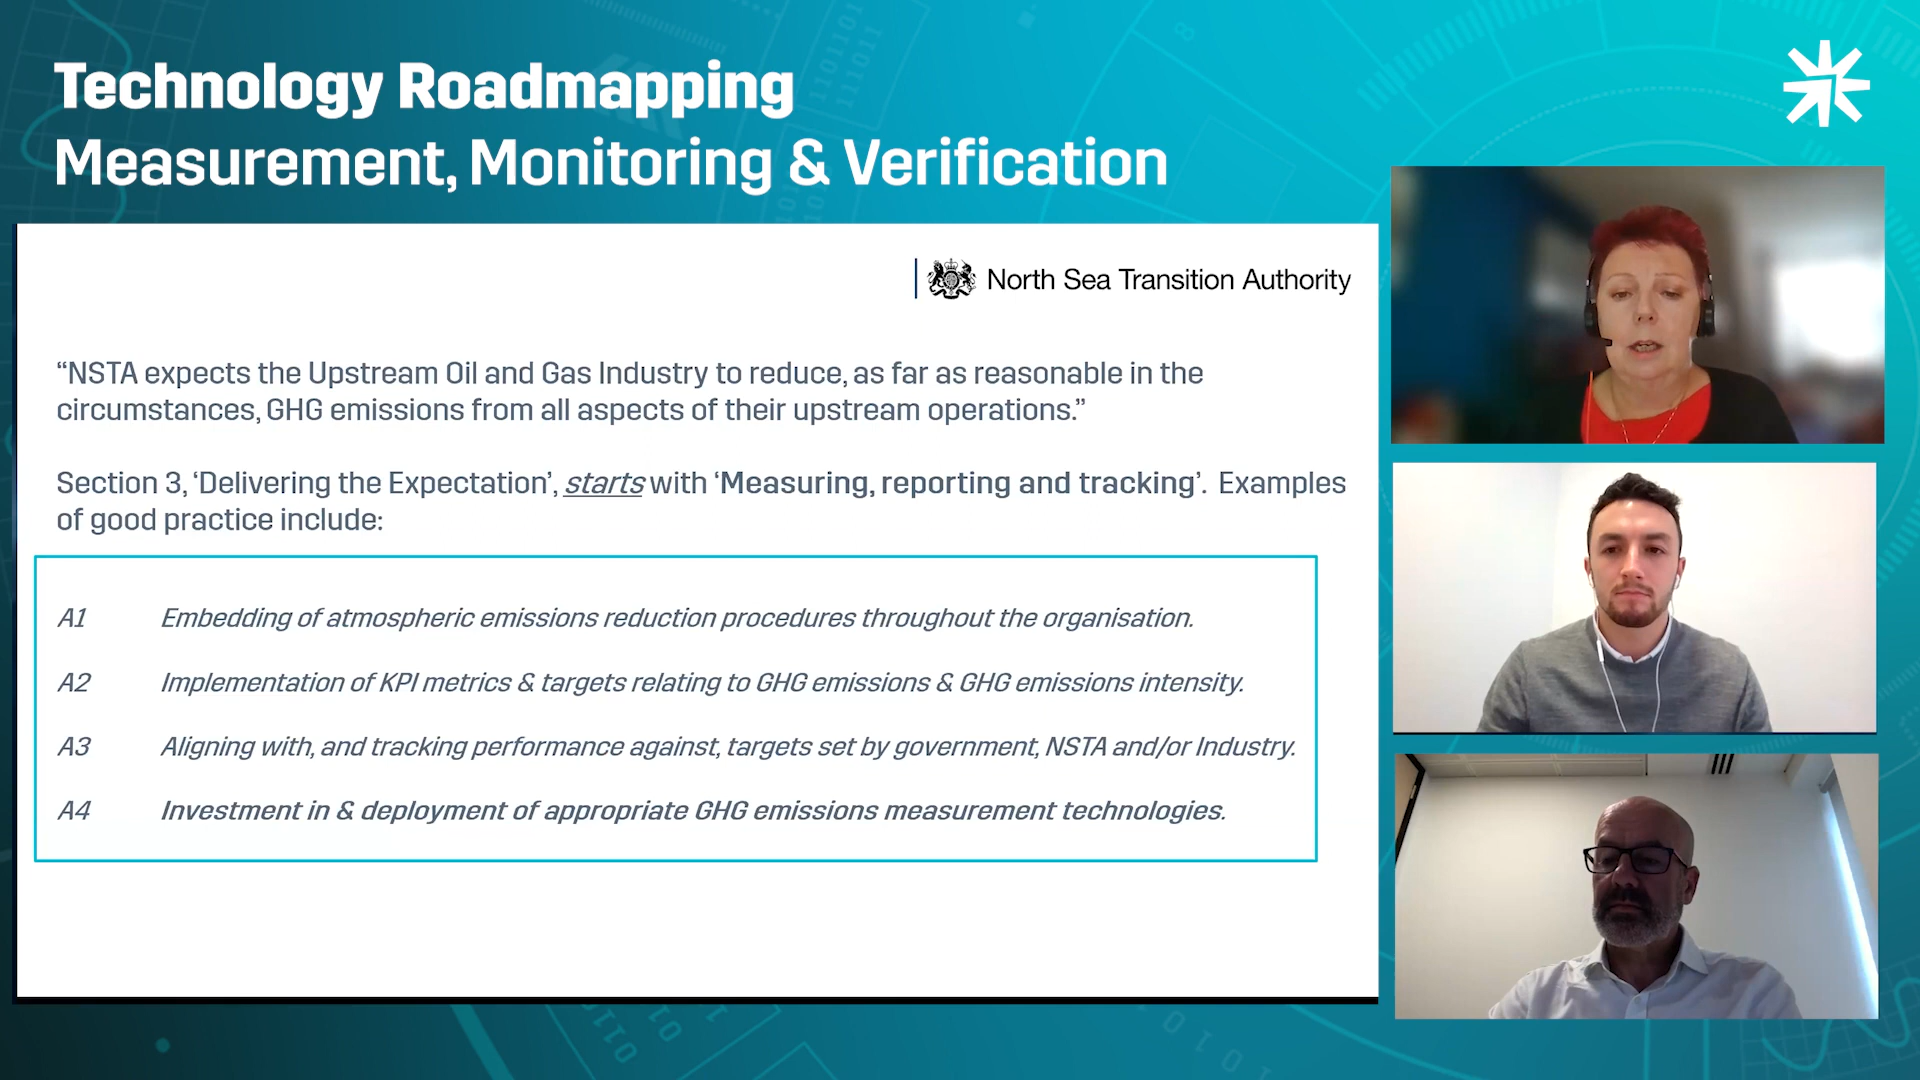 Technology Roadmapping
Measurement, Monitoring & Verification
North Sea Transition Authority
“NSTA expects the Upstream Oil and Gas Industry to reduce, as far as reasonable in the
circumstances, GHG emissions from all aspects of their upstream operations.”
Section 3, ‘Delivering the Expectation’, starts with ‘Measuring, reporting and tracking’. Examples
of good practice include:
A1 Embedding of atmospheric emissions reduction procedures throughout the organisation.
A2 Implementation of KPI metrics & targets relating to GHG emissions & GHG emissions intensity.
A3 Aligning with, and tracking performance against, targets set by government, NSTA and/or Industry.
A4 Investment in & deployment of appropriate GHG emissions measurement technologies.